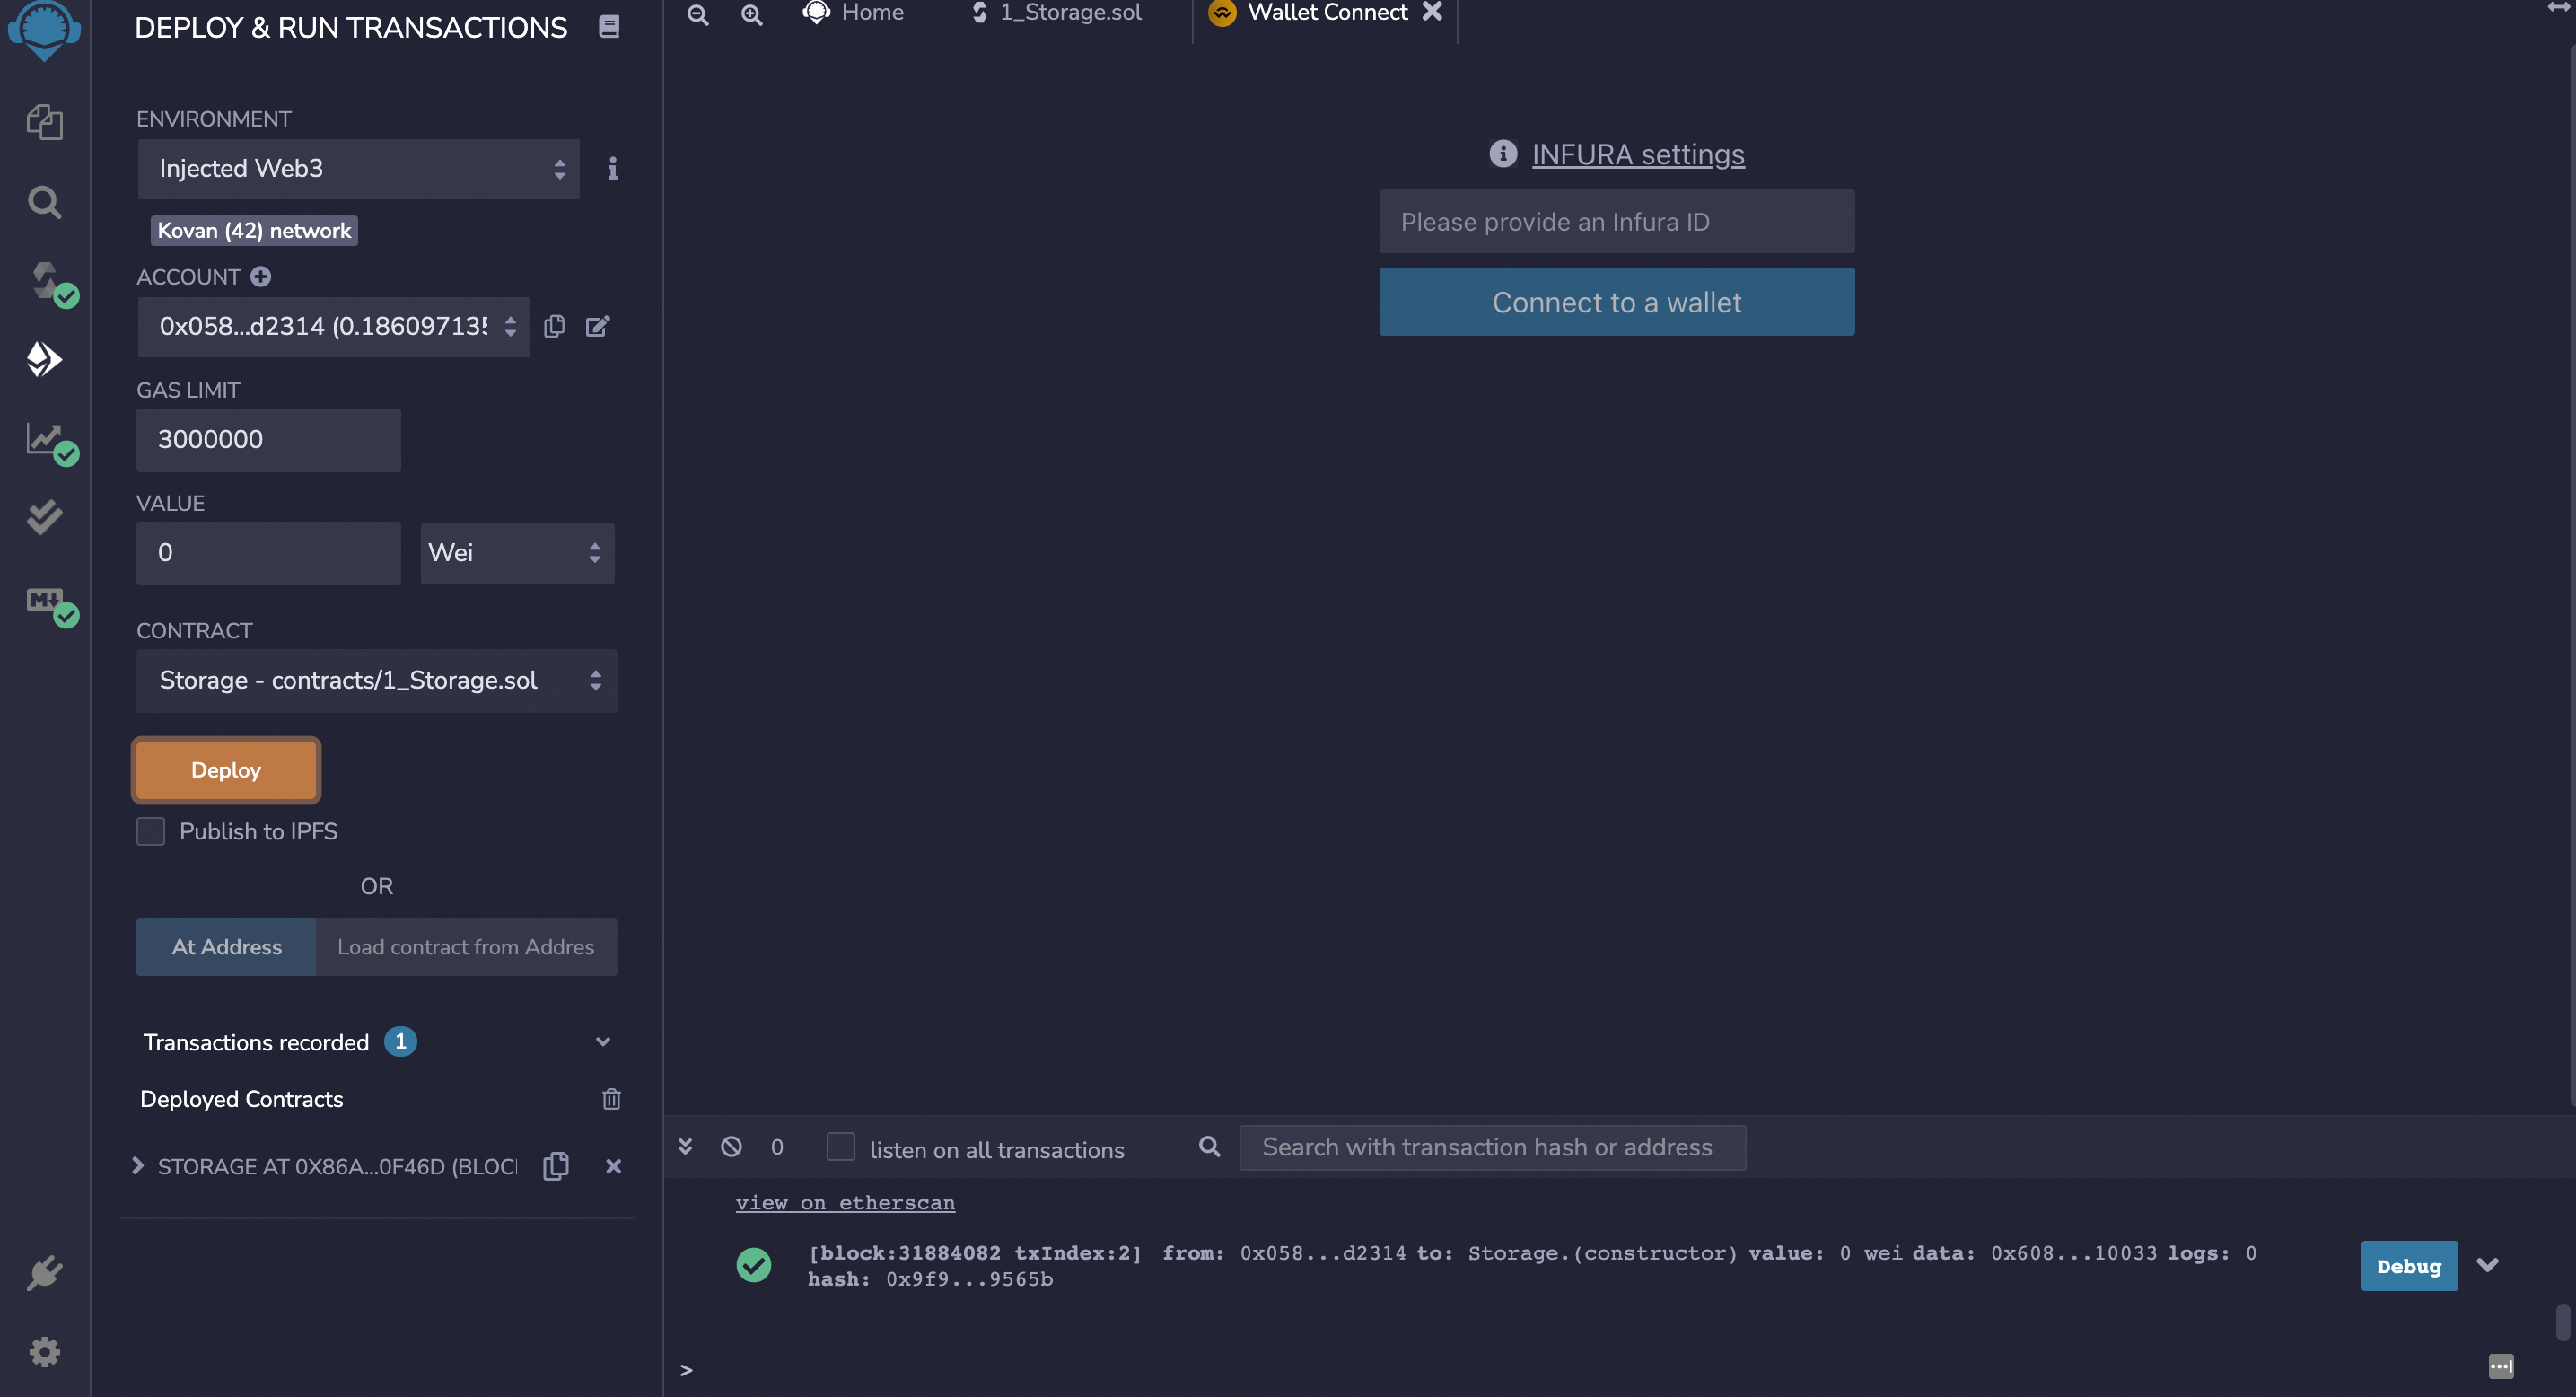 DEPLOY & RUN TRANSACTIONS
ENVIRONMENT
Injected Web3
Kovan (42) network
ACCOUNT
0x058...d2314 (0.186097135
GAS LIMIT
3000000
VALUE
0
Wei
CONTRACT
Storage - contracts/1_Storage.sol
Deploy
Publish to IPFS
OR
At Address
Load contract from Addres
Transactions recorded 1
Deployed Contracts
STORAGE AT 0X86A...0F46D (BLOC
Home
1_Storage.sol
Wallet Connect
INFURA settings
Please provide an Infura ID
Connect to a wallet
0
listen on all transactions
Search with transaction hash or address
view on etherscan
[block:31884082 txIndex:2] from: 0x058...d2314 to: Storage.(constructor) value: 0 wei data: 0x608...10033 logs: 0
hash: 0x9f9...9565b
Debug
>